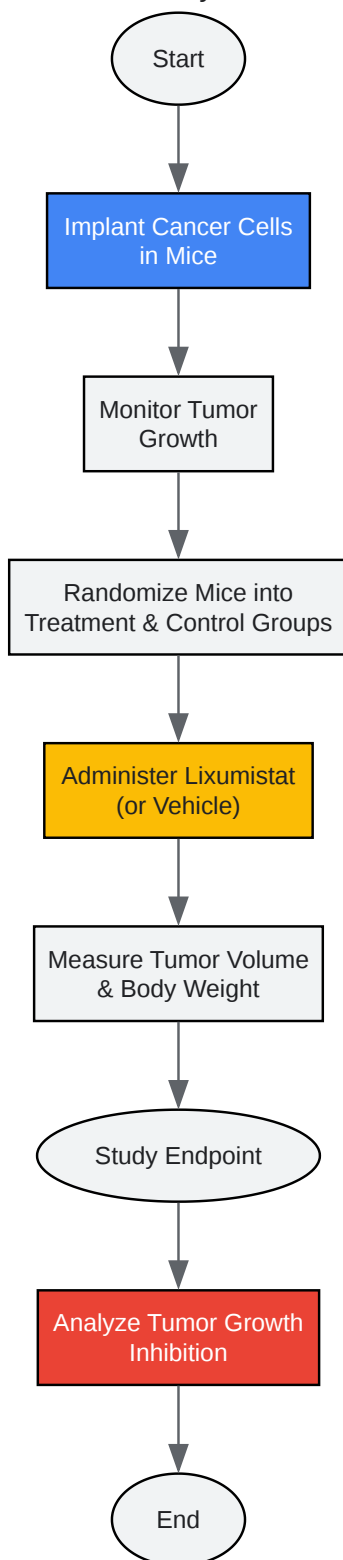 Start
Implant Cancer Cells
in Mice
Monitor Tumor
Growth
Randomize Mice into
Treatment & Control Groups
Administer Lixumistat
(or Vehicle)
Measure Tumor Volume
& Body Weight
Study Endpoint
Analyze Tumor Growth
Inhibition
End